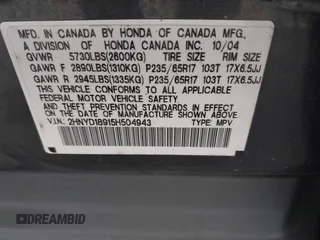 MFD. IN CANADA BY HONDA OF CANADA MFG.
A DIVISION OF HONDA CANADA INC. 10/04
GVWR 5730LBS(2600KG) TIRE SIZE RIM SIZE
GAWR F 2890LBS(1310KG) P235/65R17 103T 17X6.5JJ
GAWR R 2945LBS(1335KG) P235/65R17 103T 17X6.5JJ
THIS VEHICLE CONFORMS TO ALL APPLICABLE
FEDERAL MOTOR VEHICLE SAFETY STANDARDS IN
EFFECT ON THE DATE OF MANUFACTURE SHOWN ABOVE.
V.I.N.: 2HNYD18915H504943 TYPE: MPV
DREAMBID